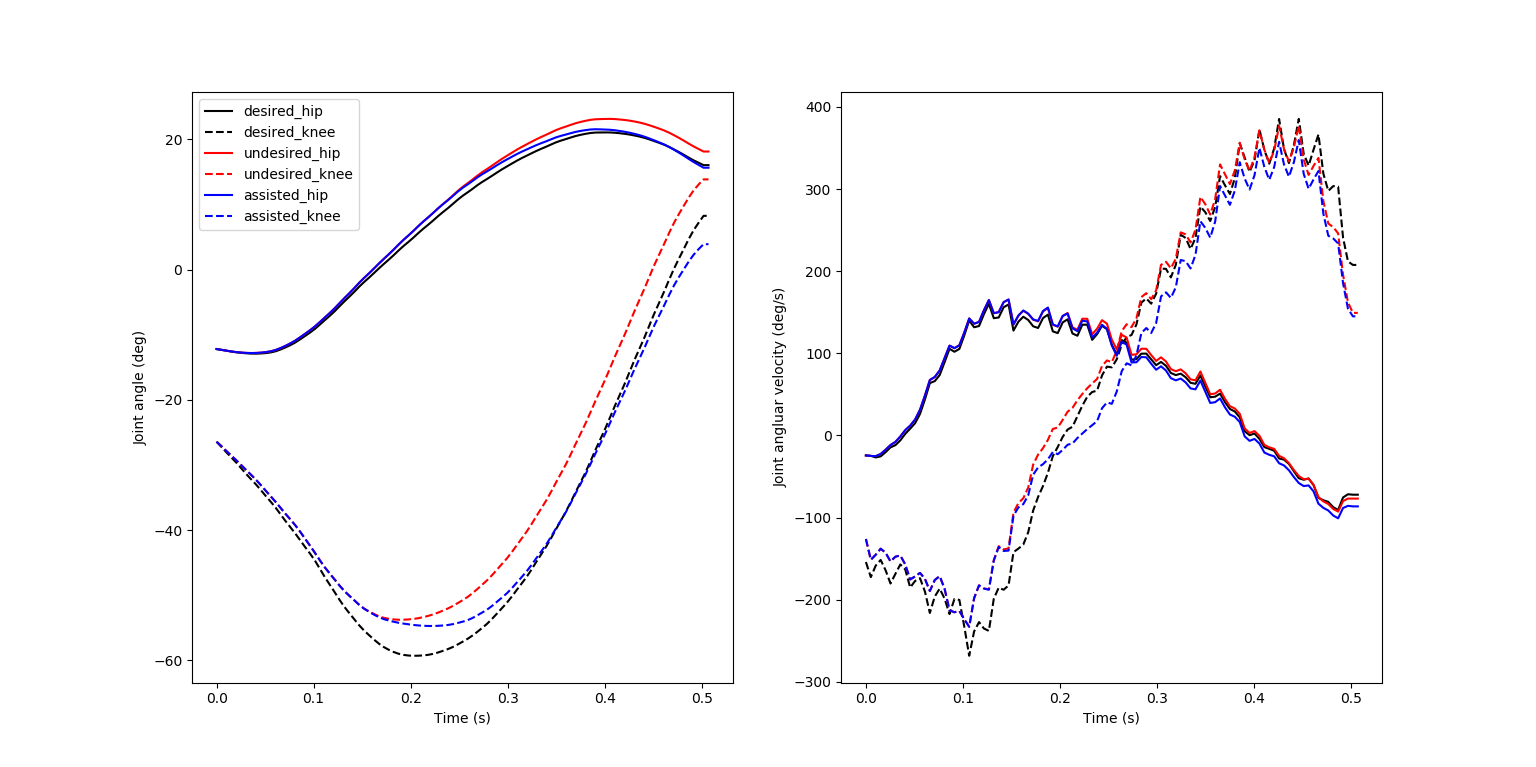 desired_hip
desired_knee
undesired_hip
undesired_knee
assisted_hip
assisted_knee
20
0
−20
−40
−60
Joint angle (deg)
0.0 0.1 0.2 0.3 0.4 0.5
Time (s)
400
300
200
100
0
−100
−200
−300
Joint angluar velocity (deg/s)
0.0 0.1 0.2 0.3 0.4 0.5
Time (s)